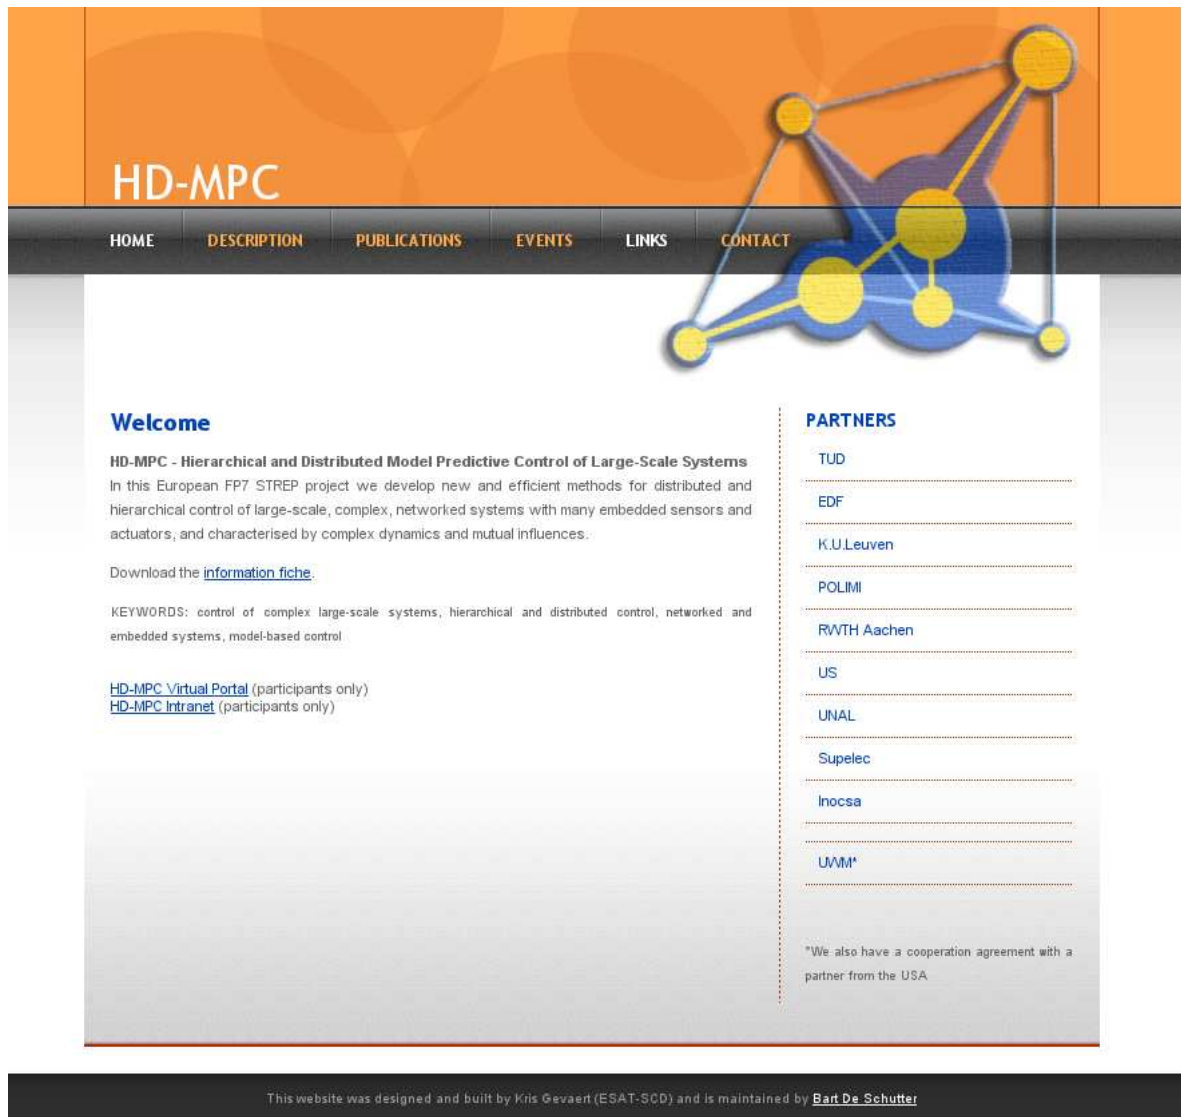 HD-MPC
HOME DESCRIPTION PUBLICATIONS EVENTS LINKS CONTACT
Welcome
HD-MPC - Hierarchical and Distributed Model Predictive Control of Large-Scale Systems
In this European FP7 STREP project we develop new and efficient methods for distributed and
hierarchical control of large-scale, complex, networked systems with many embedded sensors and
actuators, and characterised by complex dynamics and mutual influences.
Download the information fiche.
KEYWORDS: control of complex large-scale systems, hierarchical and distributed control, networked and
embedded systems, model-based control
HD-MPC Virtual Portal (participants only)
HD-MPC Intranet (participants only)
PARTNERS
TUD
EDF
K.U.Leuven
POLIMI
RWTH Aachen
US
UNAL
Supelec
Inocsa
UWM*
*We also have a cooperation agreement with a
partner from the USA
This website was designed and built by Kris Gevaert (ESAT-SCD) and is maintained by Bart De Schutter